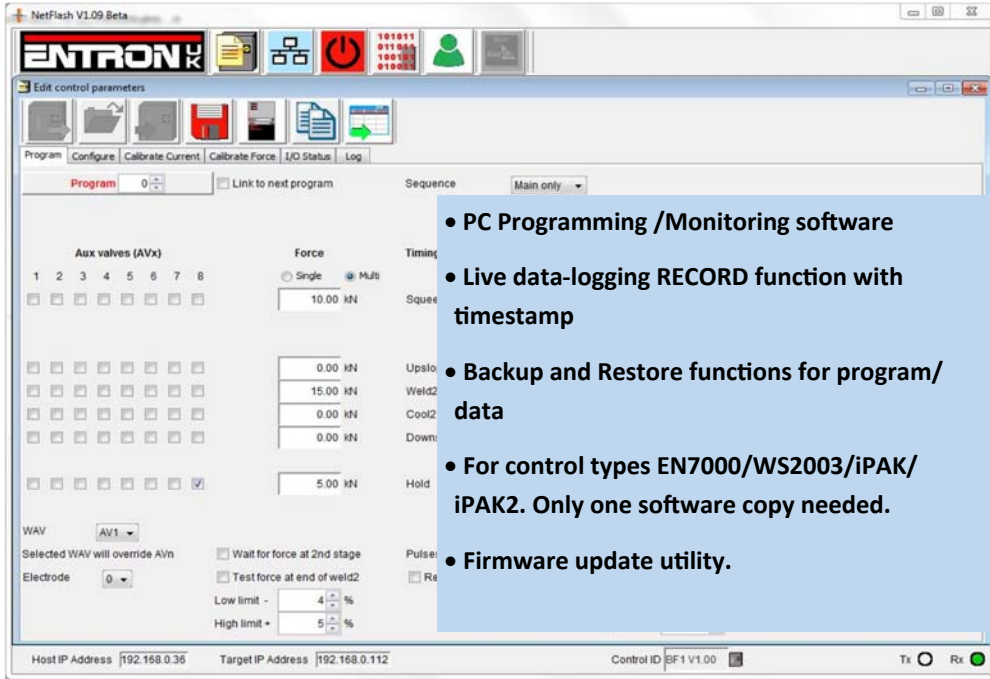 NetFlash V1.09 Beta
ENTRON UK
101011
011011
100101
010011
Edit control parameters
Program Configure Calibrate Current Calibrate Force I/O Status Log
Program 0 Link to next program Sequence Main only
Aux valves (AVx) Force Timing
1 2 3 4 5 6 7 8 Single Multi
10.00 kN Squee
0.00 kN Upslo
15.00 kN Weld2
0.00 kN Cool2
0.00 kN Downs
5.00 kN Hold
WAV AV1
Selected WAV will override AVn Wait for force at 2nd stage Pulses
Electrode 0 Test force at end of weld2 Re
Low limit - 4 %
High limit + 5 %
• PC Programming /Monitoring software
• Live data-logging RECORD function with
timestamp
• Backup and Restore functions for program/
data
• For control types EN7000/WS2003/iPAK/
iPAK2. Only one software copy needed.
• Firmware update utility.
Host IP Address 192.168.0.36 Target IP Address 192.168.0.112 Control ID BF1 V1.00 Tx Rx